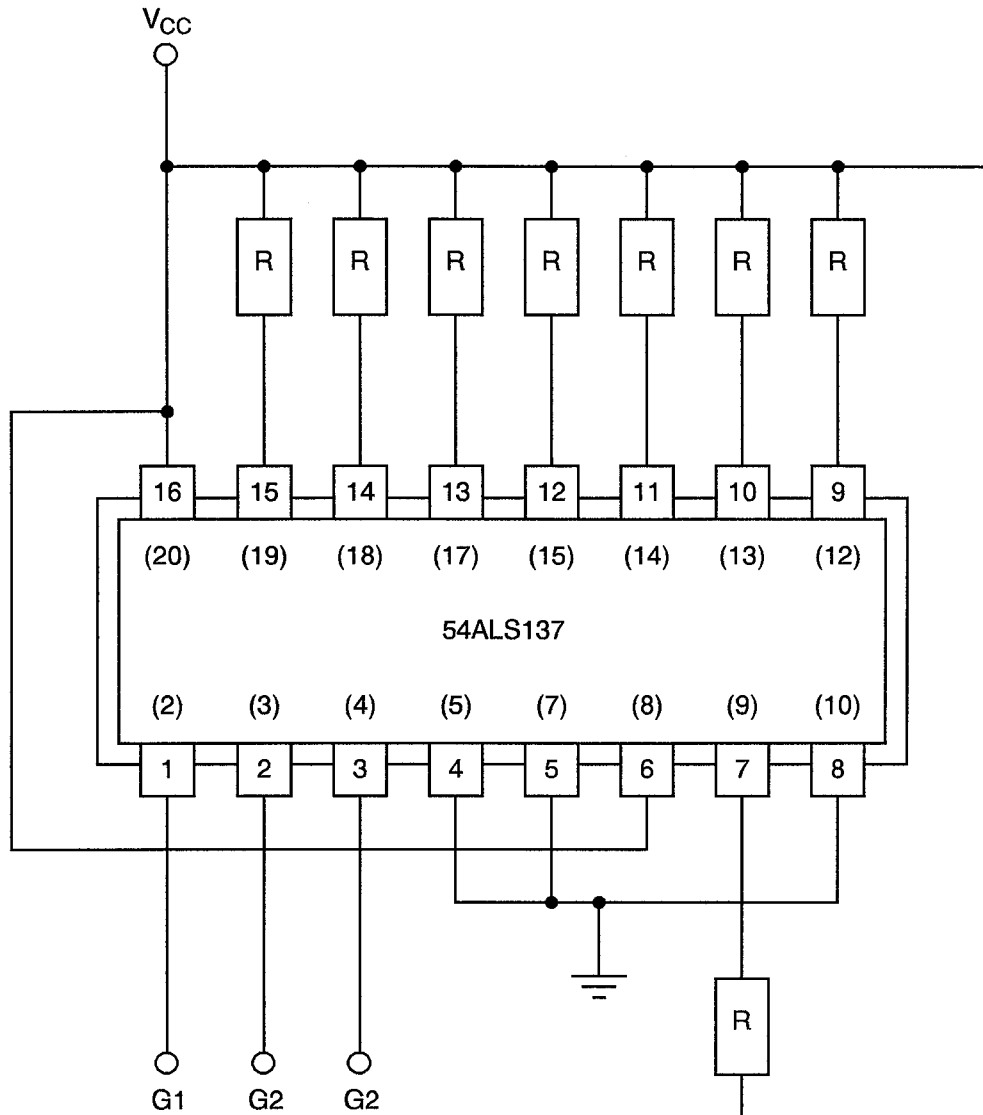 VCC
R R R R R R R
16 15 14 13 12 11 10 9
(20) (19) (18) (17) (15) (14) (13) (12)
54ALS137
(2) (3) (4) (5) (7) (8) (9) (10)
1 2 3 4 5 6 7 8
R
G1 G2 G2